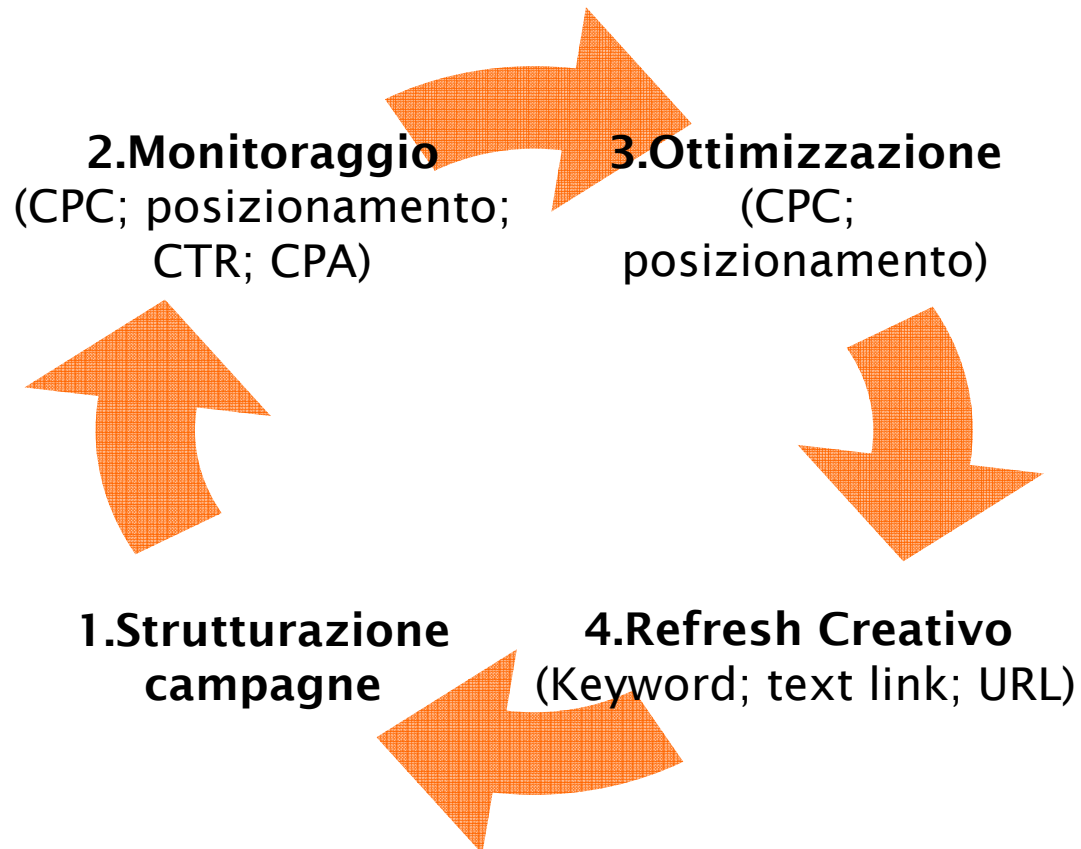 2.Monitoraggio
(CPC; posizionamento;
CTR; CPA)
3.Ottimizzazione
(CPC;
posizionamento)
1.Strutturazione
campagne
4.Refresh Creativo
(Keyword; text link; URL)